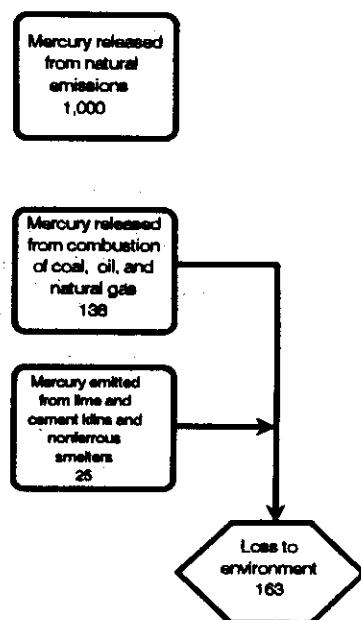 Mercury released
from natural
emissions
1,000
Mercury released
from combustion
of coal, oil, and
natural gas
138
Mercury emitted
from lime and
cement kilns and
nonferrous
smelters
25
Loss to
environment
163